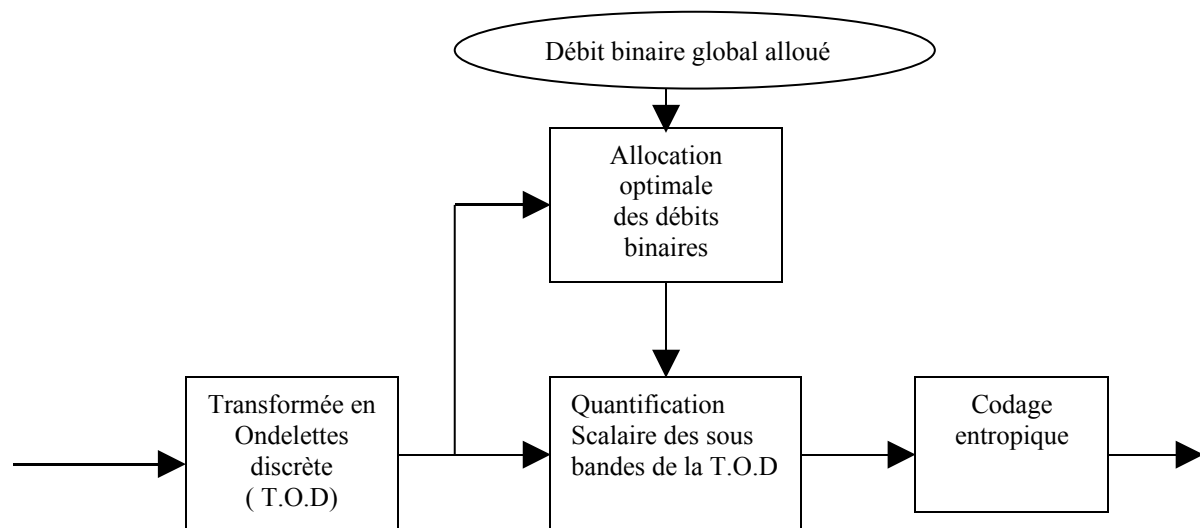 Débit binaire global alloué
Allocation
optimale
des débits
binaires
Transformée en
Ondelettes
discrète
( T.O.D)
Quantification
Scalaire des sous
bandes de la T.O.D
Codage
entropique